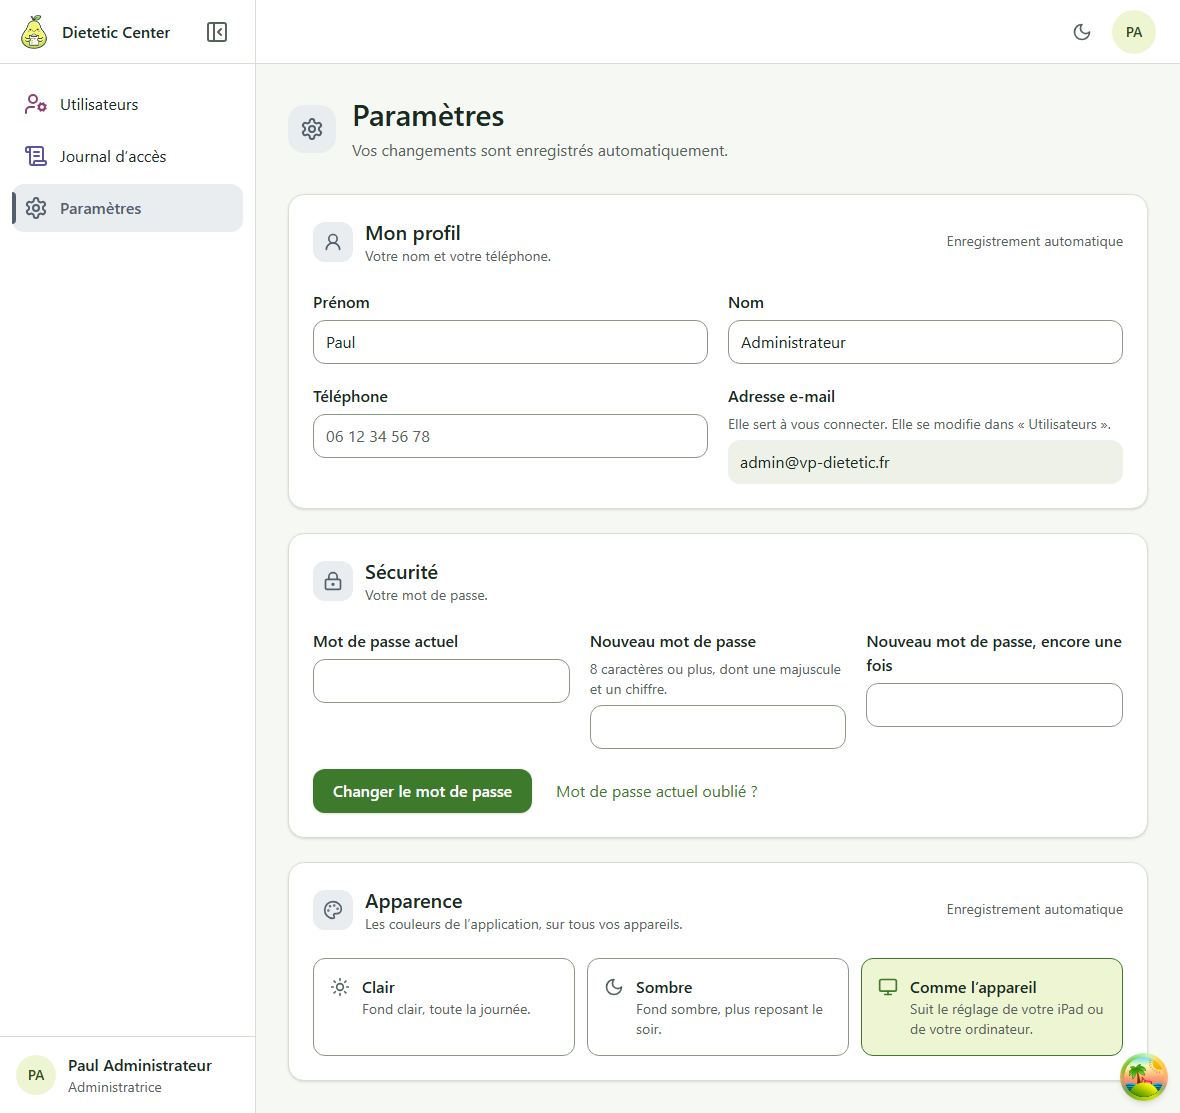 Dietetic Center
PA
Utilisateurs
Journal d’accès
Paramètres
Paramètres
Vos changements sont enregistrés automatiquement.
Mon profil
Votre nom et votre téléphone.
Enregistrement automatique
Prénom
Nom
Paul
Administrateur
Téléphone
Adresse e-mail
Elle sert à vous connecter. Elle se modifie dans « Utilisateurs ».
06 12 34 56 78
admin@vp-dietetic.fr
Sécurité
Votre mot de passe.
Mot de passe actuel
Nouveau mot de passe
8 caractères ou plus, dont une majuscule
et un chiffre.
Nouveau mot de passe, encore une
fois
Changer le mot de passe
Mot de passe actuel oublié ?
Apparence
Les couleurs de l’application, sur tous vos appareils.
Enregistrement automatique
Clair
Fond clair, toute la journée.
Sombre
Fond sombre, plus reposant le
soir.
Comme l’appareil
Suit le réglage de votre iPad ou
de votre ordinateur.
PA
Paul Administrateur
Administratrice